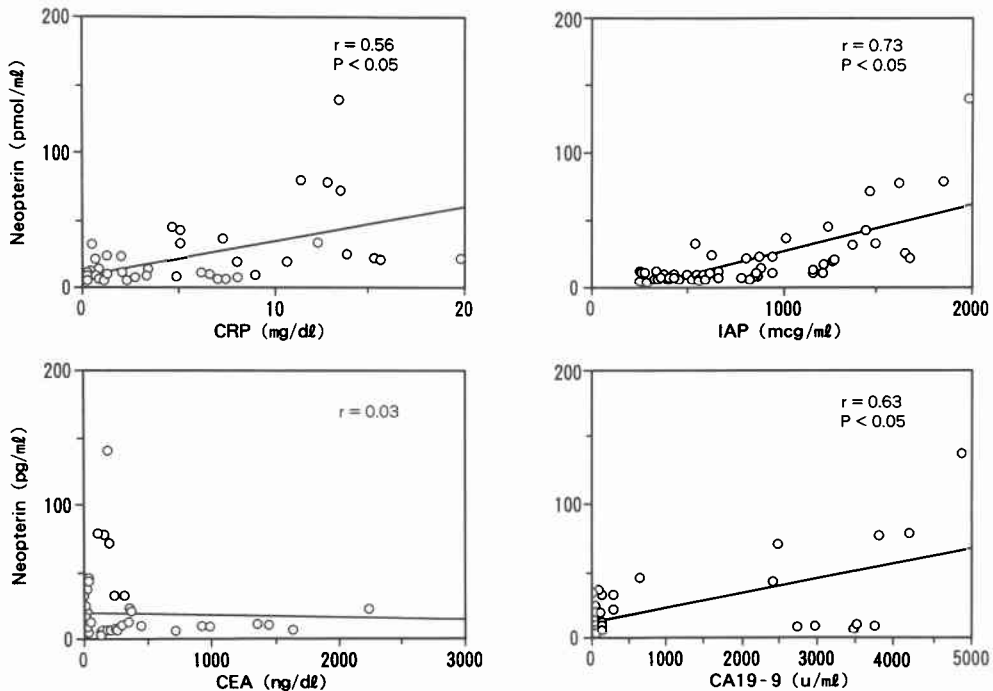 200
r = 0.56
P < 0.05
100
0
0
10
20
Neopterin (pmol/mℓ)
CRP (mg/dℓ)
200
r = 0.73
P < 0.05
100
0
0
1000
2000
IAP (mcg/mℓ)
200
r = 0.03
100
0
0
1000
2000
3000
Neopterin (pg/mℓ)
CEA (ng/dℓ)
200
r = 0.63
P < 0.05
100
0
0
1000
2000
3000
4000
5000
CA19-9 (u/mℓ)